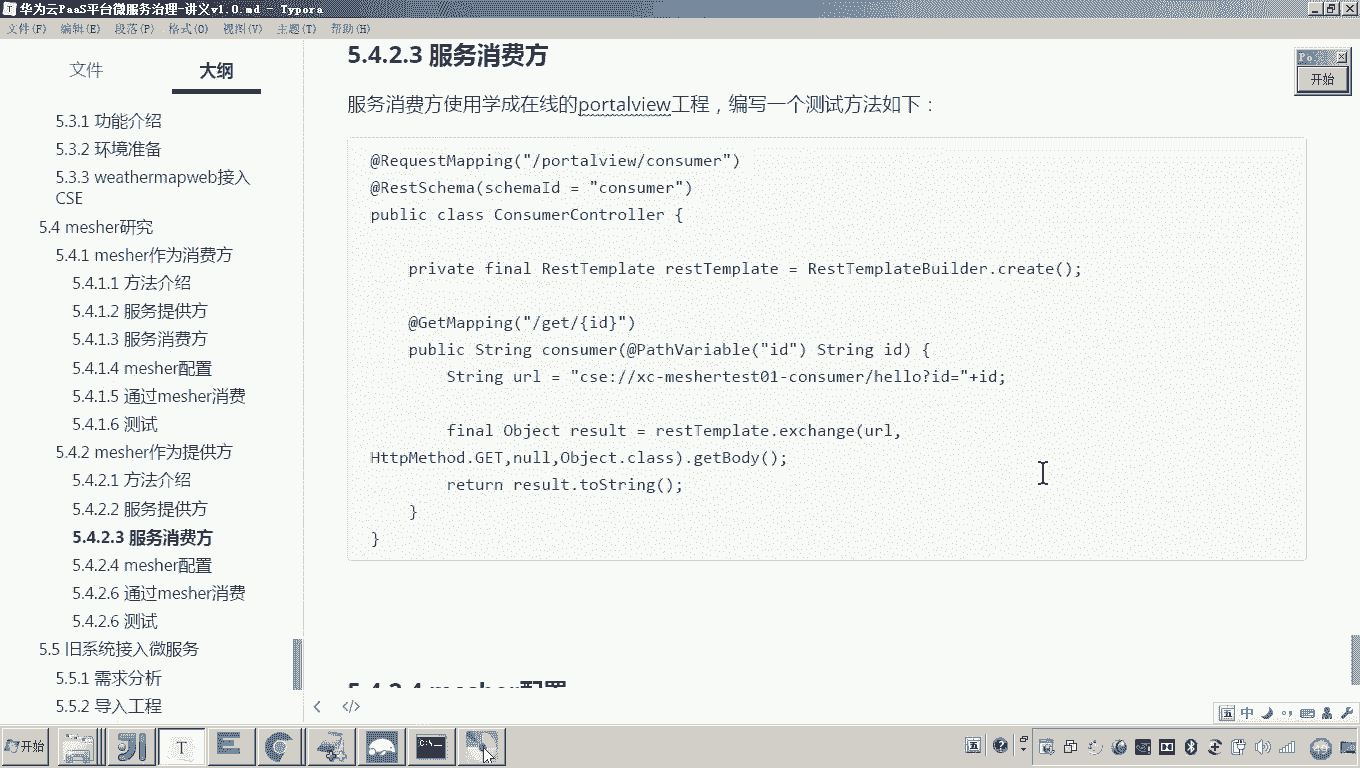 华为云PaaS平台微服务治理-讲义v1.0.md - Typora
文件(F) 编辑(E) 段落(P) 格式(O) 视图(V) 主题(T) 帮助(H)
文件 大纲
5.3.1 功能介绍
5.3.2 环境准备
5.3.3 weathermapweb接入
CSE
5.4 mesher研究
5.4.1 mesher作为消费方
5.4.1.1 方法介绍
5.4.1.2 服务提供方
5.4.1.3 服务消费方
5.4.1.4 mesher配置
5.4.1.5 通过mesher消费
5.4.1.6 测试
5.4.2 mesher作为提供方
5.4.2.1 方法介绍
5.4.2.2 服务提供方
5.4.2.3 服务消费方
5.4.2.4 mesher配置
5.4.2.6 通过mesher消费
5.4.2.6 测试
5.5 旧系统接入微服务
5.5.1 需求分析
5.5.2 导入工程
5.4.2.3 服务消费方
服务消费方使用学成在线的portalview工程，编写一个测试方法如下：
@RequestMapping("/portalview/consumer")
@RestSchema(schemaId = "consumer")
public class ConsumerController {
private final RestTemplate restTemplate = RestTemplateBuilder.create();
@GetMapping("/get/{id}")
public String consumer(@PathVariable("id") String id) {
String url = "cse://xc-meshertest01-consumer/hello?id="+id;
final Object result = restTemplate.exchange(url,
HttpMethod.GET,null,Object.class).getBody();
return result.toString();
}
}
5.4.2.4 mesher配置
Po
开始
开始
五 中
五
49